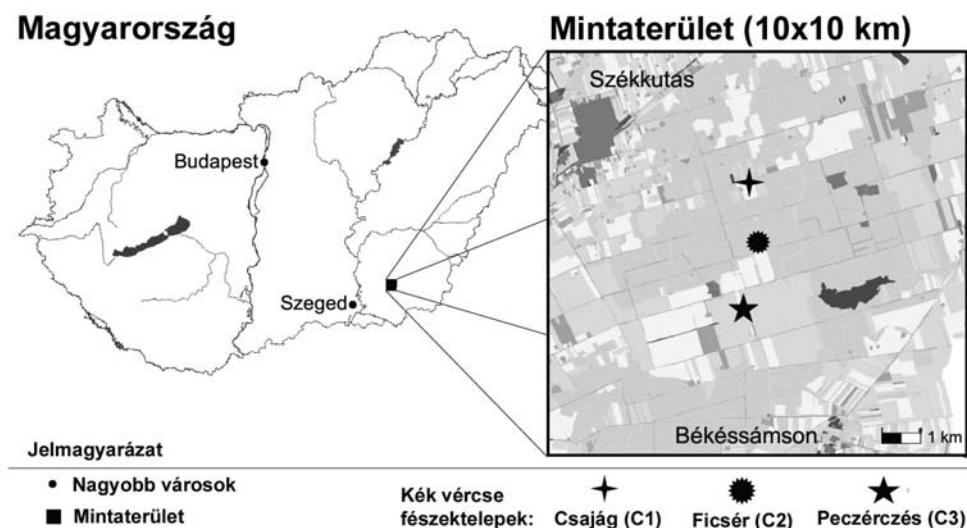 Magyarország
Mintaterület (10x10 km)
Székkutas
Budapest
Szeged
Békéssámson
1 km
Jelmagyarázat
Nagyobb városok
Mintaterület
Kék vércse
fészektelepek:
Csajág (C1)
Ficsér (C2)
Peczérczés (C3)